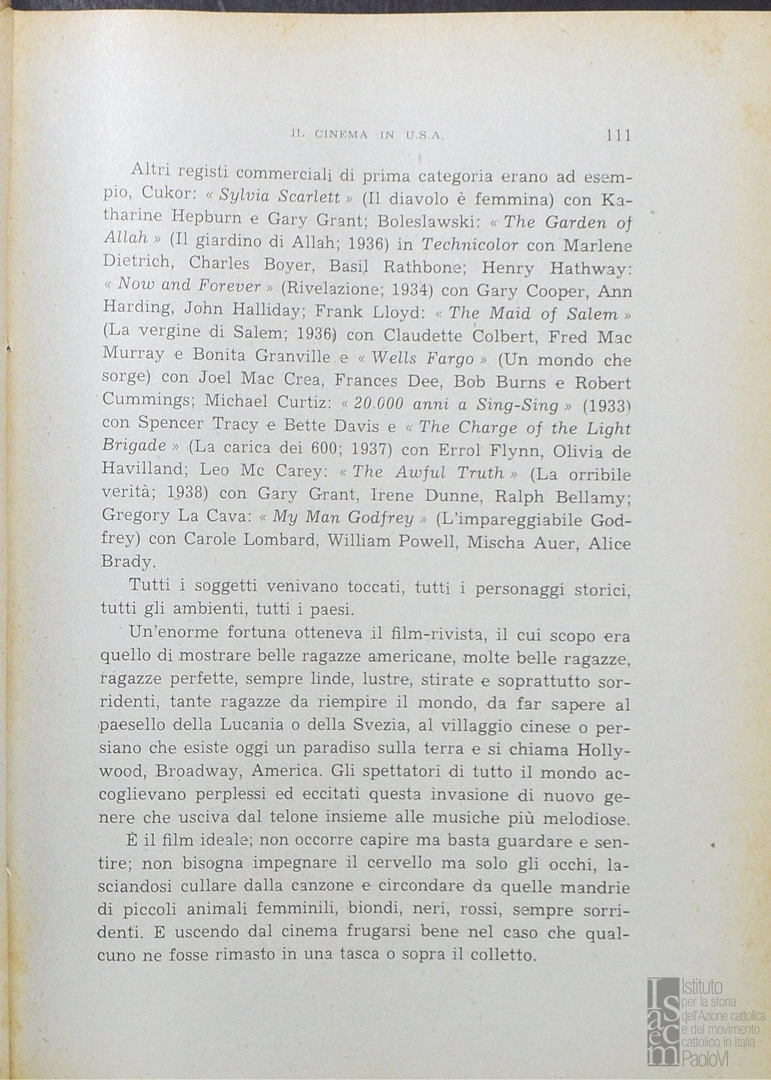 IL CINEMA IN U.S.A. 111
Altri registi commerciali di prima categoria erano ad esem-
pio, Cukor: « Sylvia Scarlett » (Il diavolo è femmina) con Ka-
tharine Hepburn e Gary Grant; Boleslawski: « The Garden of
Allah » (Il giardino di Allah; 1936) in Technicolor con Marlene
Dietrich, Charles Boyer, Basil Rathbone; Henry Hathway:
« Now and Forever » (Rivelazione; 1934) con Gary Cooper, Ann
Harding, John Halliday; Frank Lloyd: « The Maid of Salem »
(La vergine di Salem; 1936) con Claudette Colbert, Fred Mac
Murray e Bonita Granville e « Wells Fargo » (Un mondo che
sorge) con Joel Mac Crea, Frances Dee, Bob Burns e Robert
Cummings; Michael Curtiz: « 20.000 anni a Sing-Sing » (1933)
con Spencer Tracy e Bette Davis e « The Charge of the Light
Brigade » (La carica dei 600; 1937) con Errol Flynn, Olivia de
Havilland; Leo Mc Carey: « The Awful Truth » (La orribile
verità; 1938) con Gary Grant, Irene Dunne, Ralph Bellamy;
Gregory La Cava: « My Man Godfrey » (L'impareggiabile God-
frey) con Carole Lombard, William Powell, Mischa Auer, Alice
Brady.
Tutti i soggetti venivano toccati, tutti i personaggi storici,
tutti gli ambienti, tutti i paesi.
Un'enorme fortuna otteneva il film-rivista, il cui scopo era
quello di mostrare belle ragazze americane, molte belle ragazze,
ragazze perfette, sempre linde, lustre, stirate e soprattutto sor-
ridenti, tante ragazze da riempire il mondo, da far sapere al
paesello della Lucania o della Svezia, al villaggio cinese o per-
siano che esiste oggi un paradiso sulla terra e si chiama Holly-
wood, Broadway, America. Gli spettatori di tutto il mondo ac-
coglievano perplessi ed eccitati questa invasione di nuovo ge-
nere che usciva dal telone insieme alle musiche più melodiose.
È il film ideale; non occorre capire ma basta guardare e sen-
tire; non bisogna impegnare il cervello ma solo gli occhi, la-
sciandosi cullare dalla canzone e circondare da quelle mandrie
di piccoli animali femminili, biondi, neri, rossi, sempre sorri-
denti. E uscendo dal cinema frugarsi bene nel caso che qual-
cuno ne fosse rimasto in una tasca o sopra il colletto.
Isacem
Istituto
per la storia
dell'Azione cattolica
e del movimento
cattolico in Italia
PaoloVI